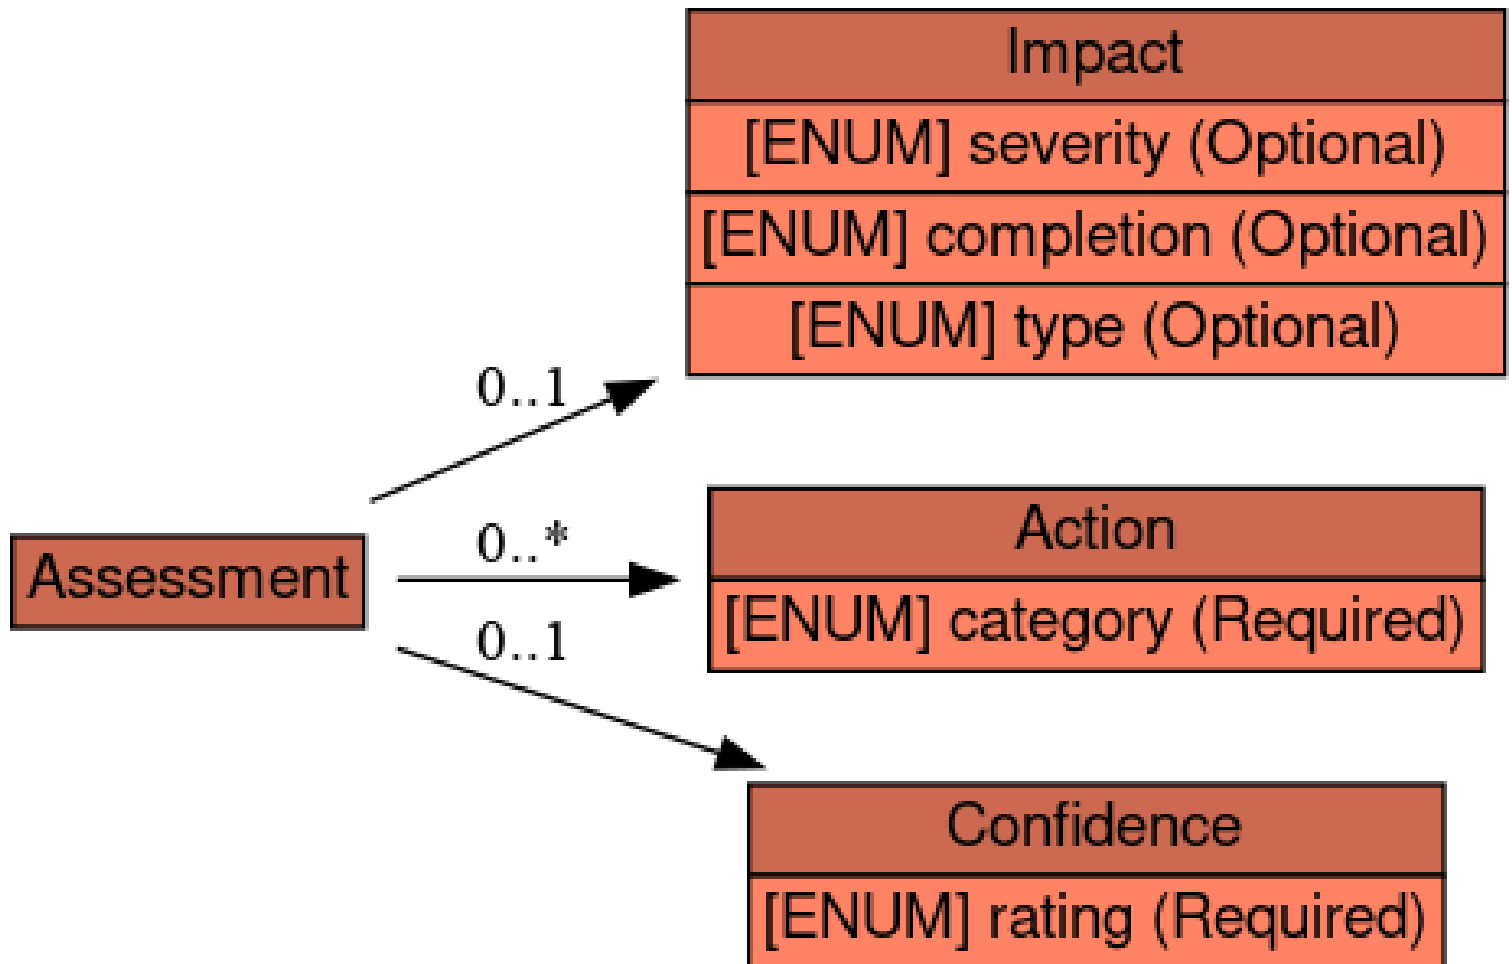 Impact
[ENUM] severity (Optional)
[ENUM] completion (Optional)
[ENUM] type (Optional)
0..1
Action
[ENUM] category (Required)
0..*
Assessment
0..1
Confidence
[ENUM] rating (Required)